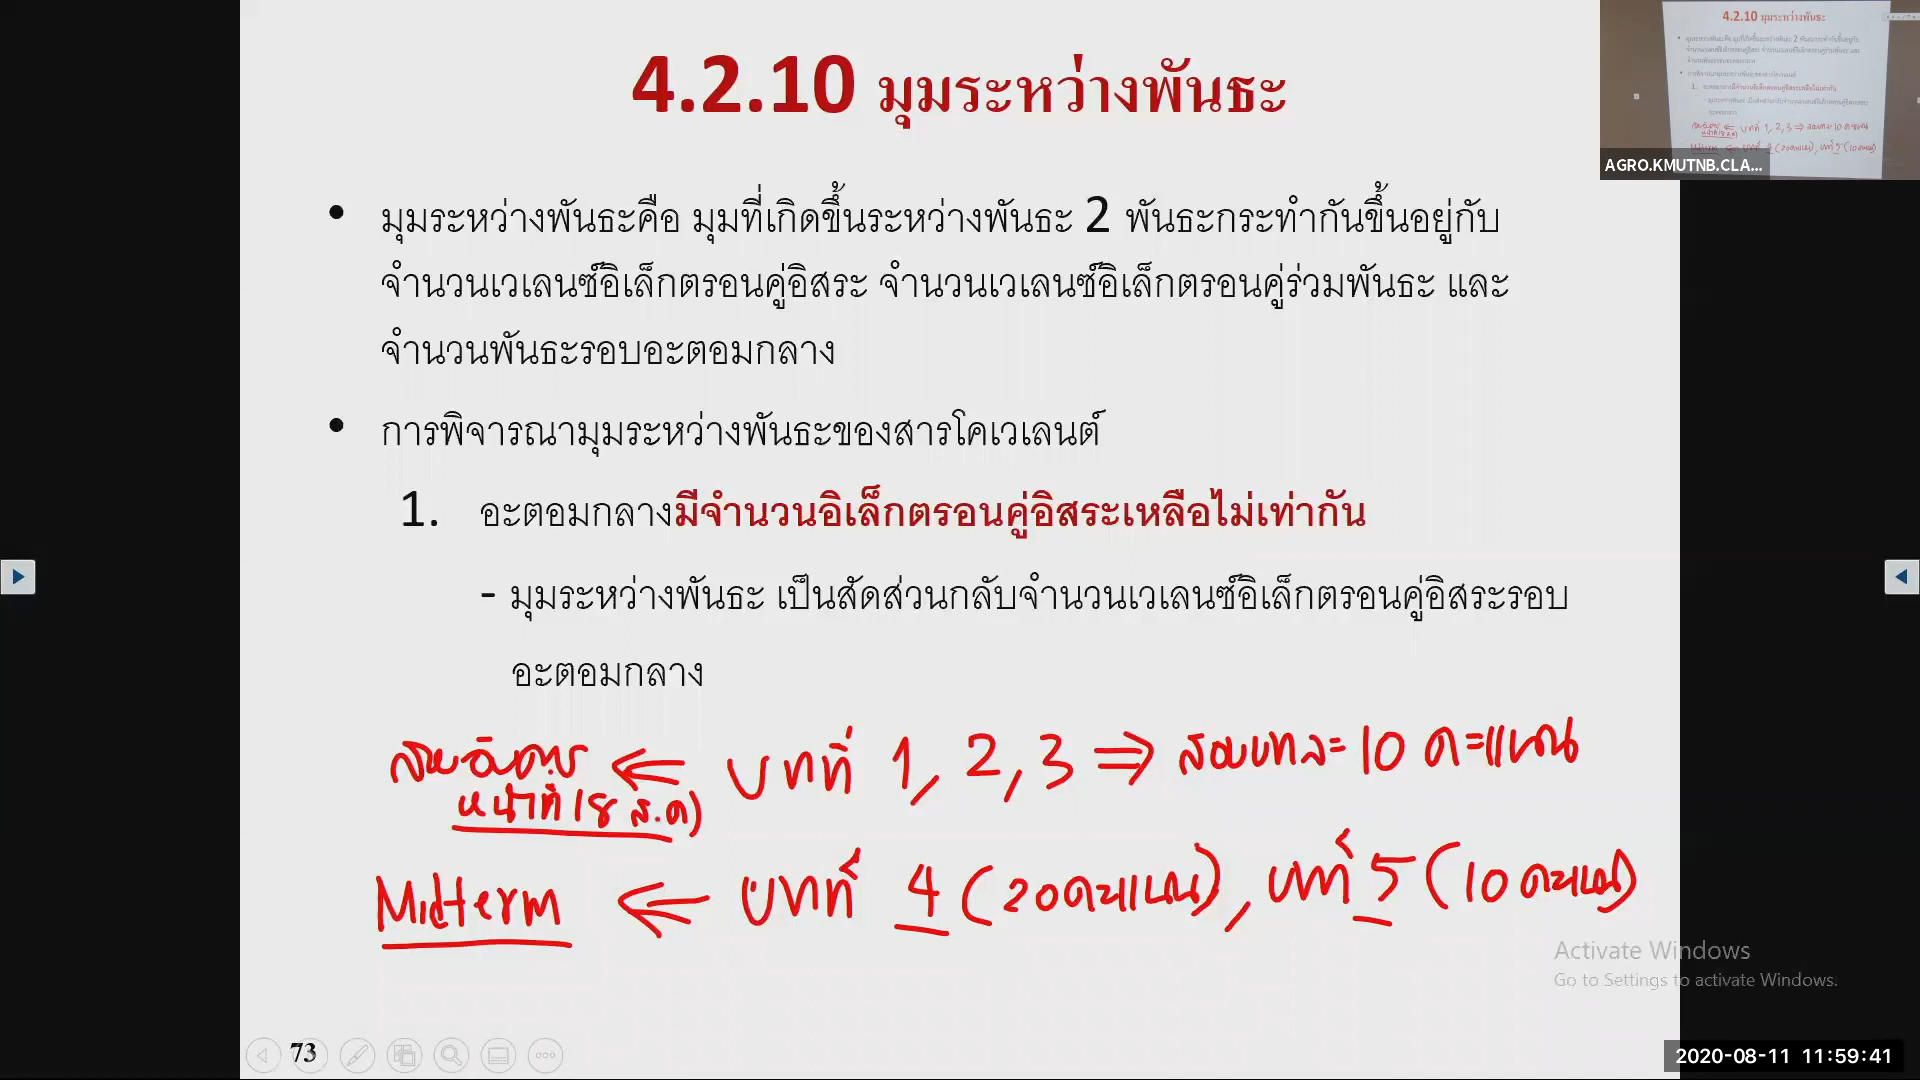 4.2.10 มุมระหว่างพันธะ
• มุมระหว่างพันธะคือ มุมที่เกิดขึ้นระหว่างพันธะ 2 พันธะกระทำกันขึ้นอยู่กับ
จำนวนเวเลนซ์อิเล็กตรอนคู่อิสระ จำนวนเวเลนซ์อิเล็กตรอนคู่ร่วมพันธะ และ
จำนวนพันธะรอบอะตอมกลาง
• การพิจารณามุมระหว่างพันธะของสารโคเวเลนต์
1. อะตอมกลางมีจำนวนอิเล็กตรอนคู่อิสระเหลือไม่เท่ากัน
- มุมระหว่างพันธะ เป็นสัดส่วนกลับจำนวนเวเลนซ์อิเล็กตรอนคู่อิสระรอบ
อะตอมกลาง
⇐ บทที่ 1, 2, 3 ⇒ สอบบทละ 10 คะแนน
(8 ส.ค)
Midterm ⇐ บทที่ 4 (20 คะแนน), บทที่ 5 (10 คะแนน)
73
AGRO.KMUTNB.CLA...
4.2.10 มุมระหว่างพันธะ
Activate Windows
Go to Settings to activate Windows.
2020-08-11 11:59:41